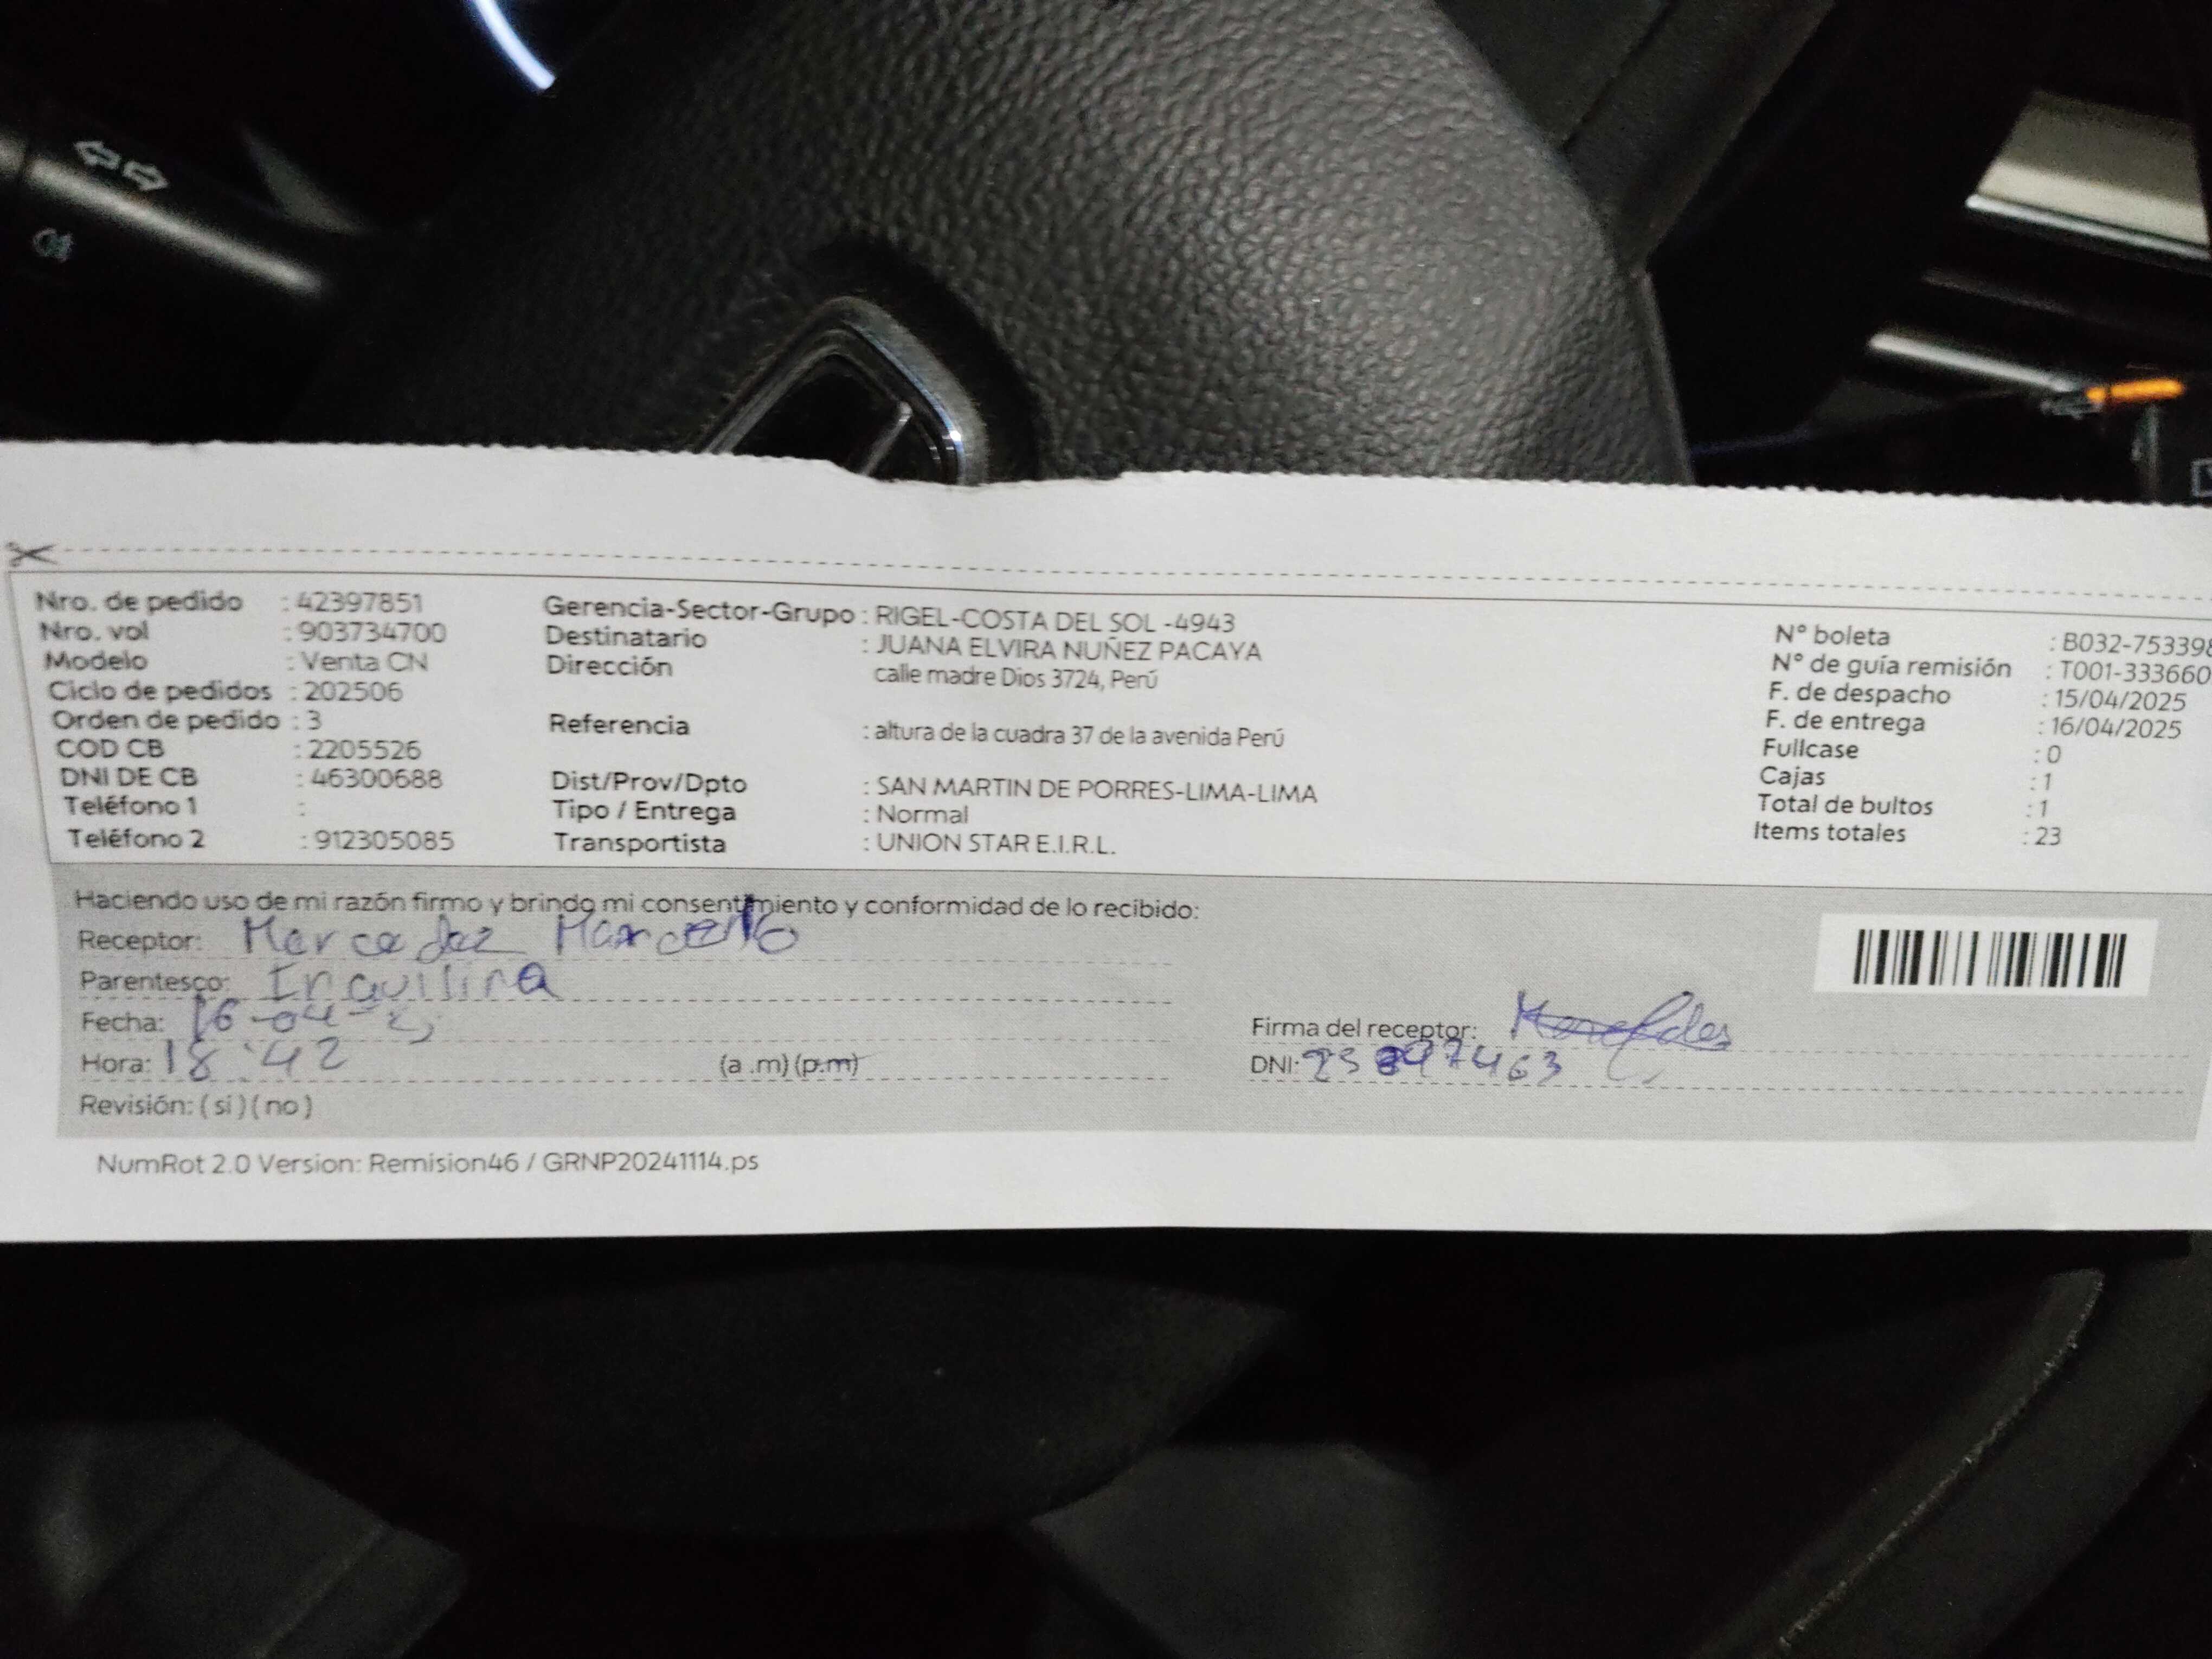 Nro. de pedido : 42397851
Nro. vol : 903734700
Modelo : Venta CN
Ciclo de pedidos : 202506
Orden de pedido : 3
COD CB : 2205526
DNI DE CB : 46300688
Teléfono 1 :
Teléfono 2 : 912305085
Gerencia-Sector-Grupo : RIGEL-COSTA DEL SOL -4943
Destinatario : JUANA ELVIRA NUÑEZ PACAYA
Dirección calle madre Dios 3724, Perú
Referencia : altura de la cuadra 37 de la avenida Perú
Dist/Prov/Dpto : SAN MARTIN DE PORRES-LIMA-LIMA
Tipo / Entrega : Normal
Transportista : UNION STAR E.I.R.L.
N° boleta : B032-753398
N° de guía remisión : T001-333660
F. de despacho : 15/04/2025
F. de entrega : 16/04/2025
Fullcase : 0
Cajas : 1
Total de bultos : 1
Items totales : 23
Haciendo uso de mi razón firmo y brindo mi consentimiento y conformidad de lo recibido:
Receptor:
Parentesco: Inquilina
Fecha: 16-04-25
Hora: 18:42 (a .m) (p.m)
Revisión: ( si ) ( no )
Firma del receptor:
DNI:
NumRot 2.0 Version: Remision46 / GRNP20241114.ps